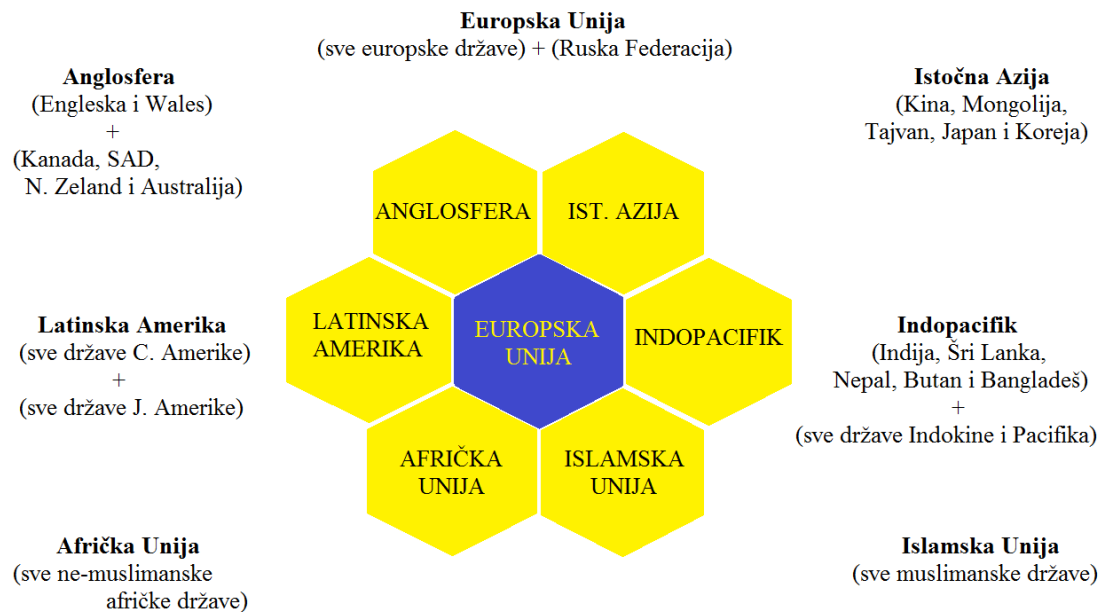 Europska Unija
(sve europske države) + (Ruska Federacija)
Anglosfera
(Engleska i Wales)
+
(Kanada, SAD,
N. Zeland i Australija)
Istočna Azija
(Kina, Mongolija,
Tajvan, Japan i Koreja)
ANGLOSFERA
IST. AZIJA
Latinska Amerika
(sve države C. Amerike)
+
(sve države J. Amerike)
LATINSKA
AMERIKA
EUROPSKA
UNIJA
INDOPACIFIK
Indopacifik
(Indija, Šri Lanka,
Nepal, Butan i Bangladeš)
+
(sve države Indokine i Pacifika)
AFRIČKA
UNIJA
ISLAMSKA
UNIJA
Afrička Unija
(sve ne-muslimanske
afričke države)
Islamska Unija
(sve muslimanske države)